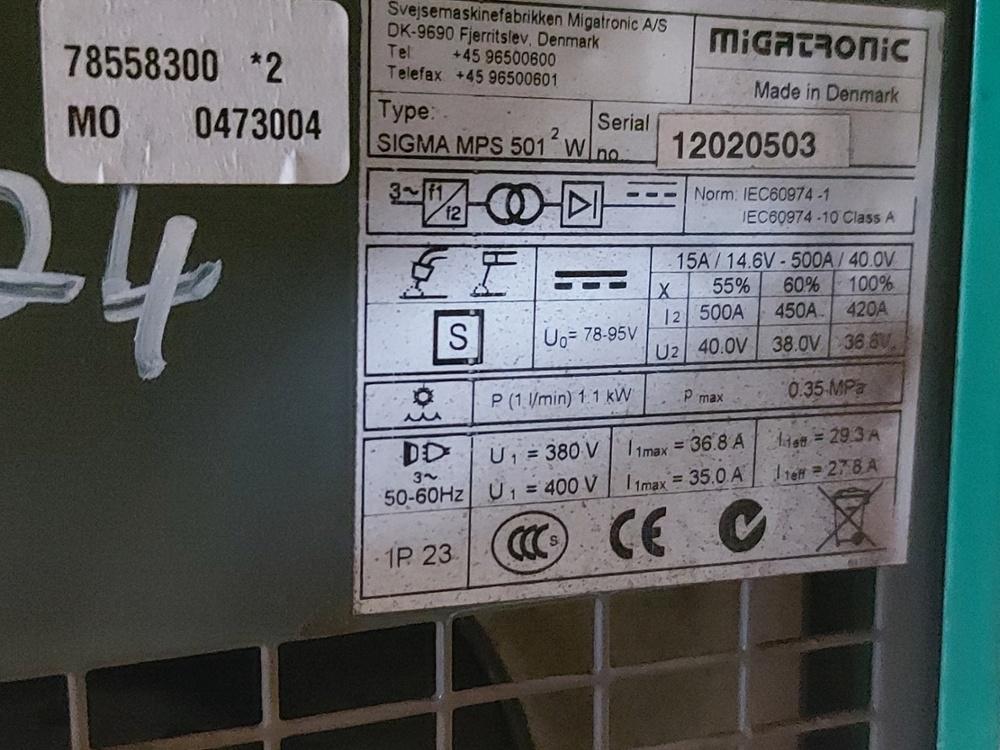 78558300 *2
MO 0473004
24
Svejsemaskinefabrikken Migatronic A/S
DK-9690 Fjerritslev, Denmark
Tel +45 96500600
Telefax +45 96500601
MIGATRONIC
Made in Denmark
Type:
SIGMA MPS 501² W
Serial no. 12020503
3~ f1 f2
Norm: IEC60974 -1
IEC60974 -10 Class A
15A / 14.6V - 500A / 40.0V
X 55% 60% 100%
I2 500A 450A 420A
U2 40.0V 38.0V 36.8V
S
U0= 78-95V
P (1 l/min) 1.1 kW
P max 0.35 MPa
3~
50-60Hz
U1 = 380 V I1max = 36.8 A I1eff = 29.3 A
U1 = 400 V I1max = 35.0 A I1eff = 27.8 A
IP 23
CCC S
CE